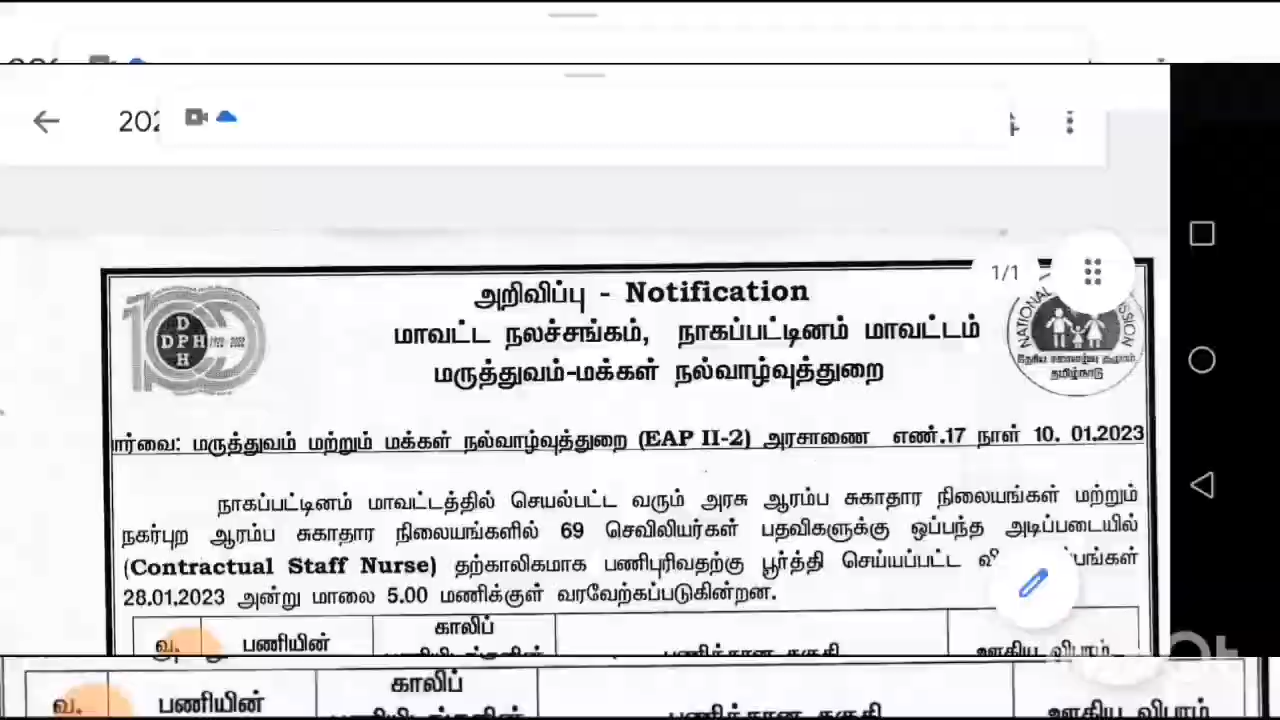 202
1/1
அறிவிப்பு - Notification
மாவட்ட நலச்சங்கம், நாகப்பட்டினம் மாவட்டம்
மருத்துவம்-மக்கள் நல்வாழ்வுத்துறை
DPH
NATIONAL
தமிழ்நாடு
ார்வை: மருத்துவம் மற்றும் மக்கள் நல்வாழ்வுத்துறை (EAP II-2) அரசாணை எண்.17 நாள் 10. 01.2023
நாகப்பட்டினம் மாவட்டத்தில் செயல்பட்ட வரும் அரசு ஆரம்ப சுகாதார நிலையங்கள் மற்றும்
நகர்புற ஆரம்ப சுகாதார நிலையங்களில் 69 செவிலியர்கள் பதவிகளுக்கு ஒப்பந்த அடிப்படையில்
(Contractual Staff Nurse) தற்காலிகமாக பணிபுரிவதற்கு பூர்த்தி செய்யப்பட்ட
28.01.2023 அன்று மாலை 5.00 மணிக்குள் வரவேற்கப்படுகின்றன.
வ. பணியின் காலிப்
வ. பணியின் காலிப்